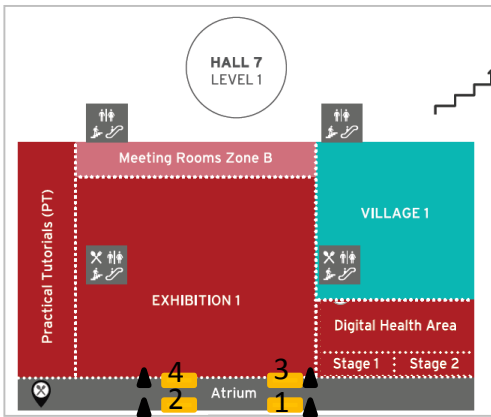 HALL 7
LEVEL 1
Meeting Rooms Zone B
Practical Tutorials (PT)
VILLAGE 1
EXHIBITION 1
Digital Health Area
Stage 1
Stage 2
4
3
Atrium
2
1